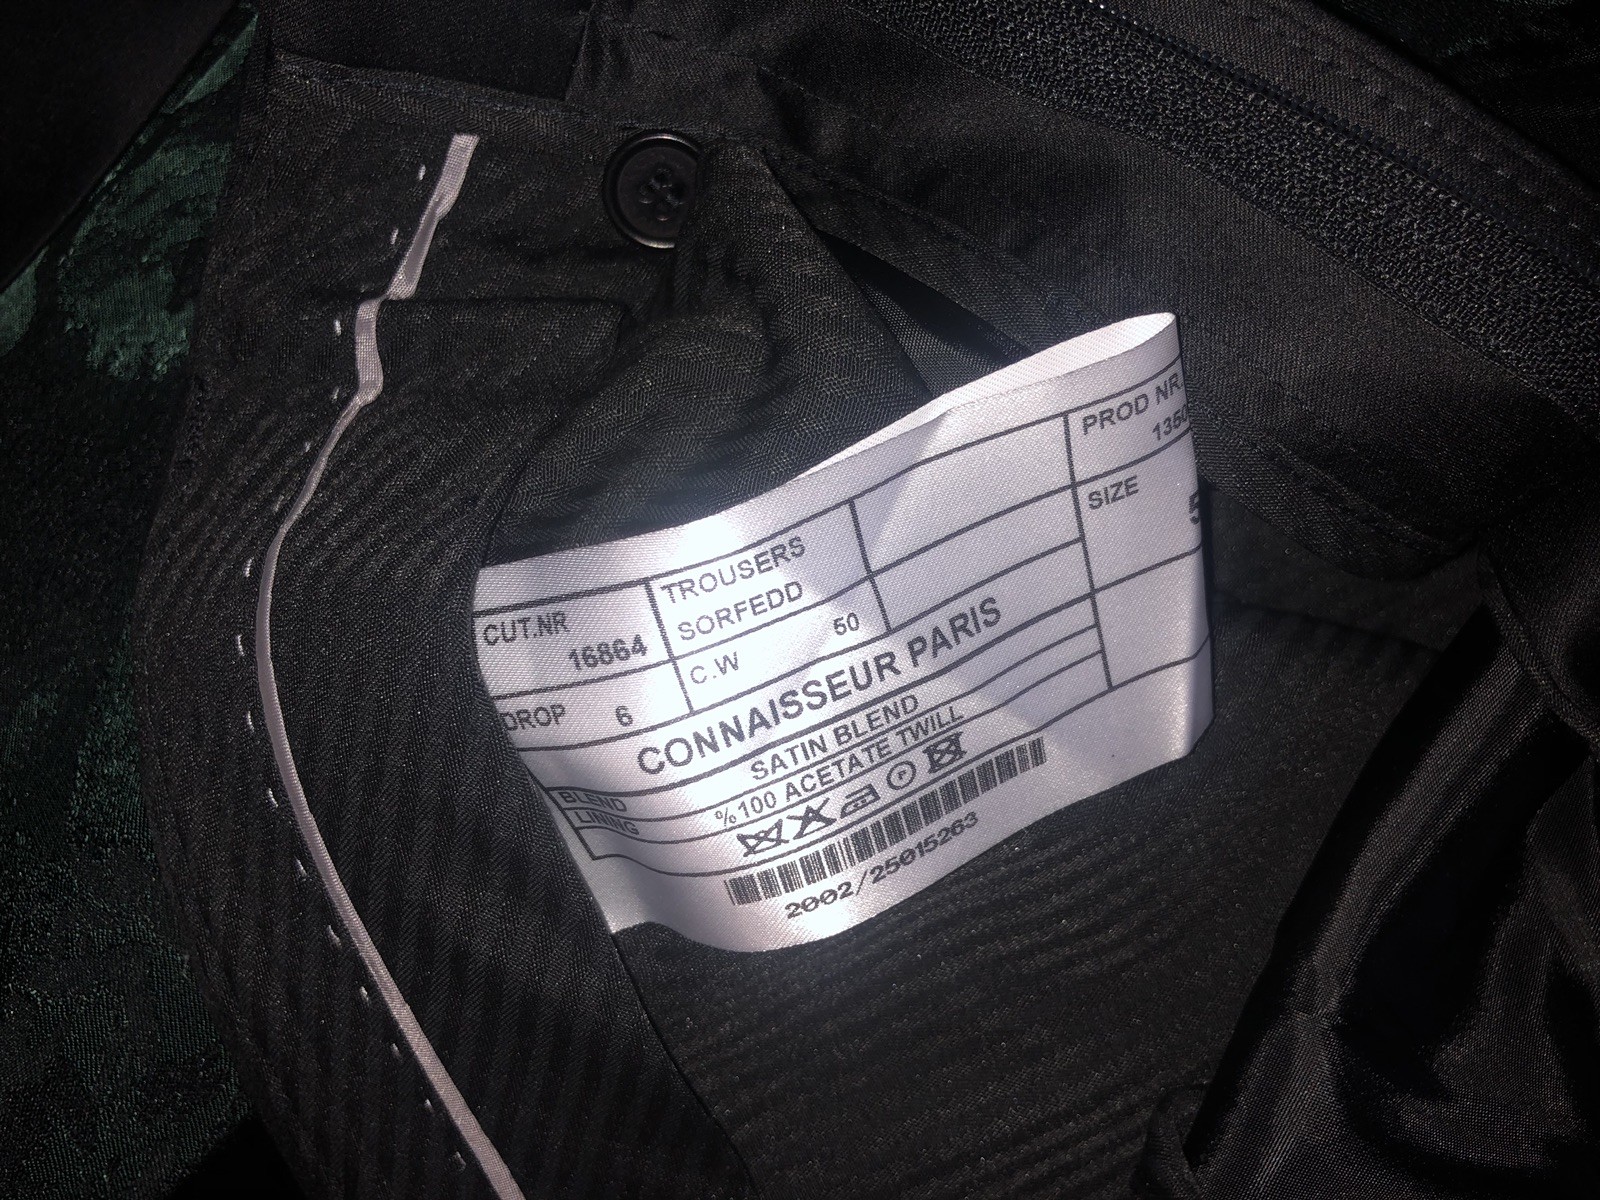 CUT.NR
16864
DROP 6
TROUSERS
SORFEDD
C.W 50
PROD NR.
SIZE
CONNAISSEUR PARIS
BLEND SATIN BLEND
LINING %100 ACETATE TWILL
2002/25015263